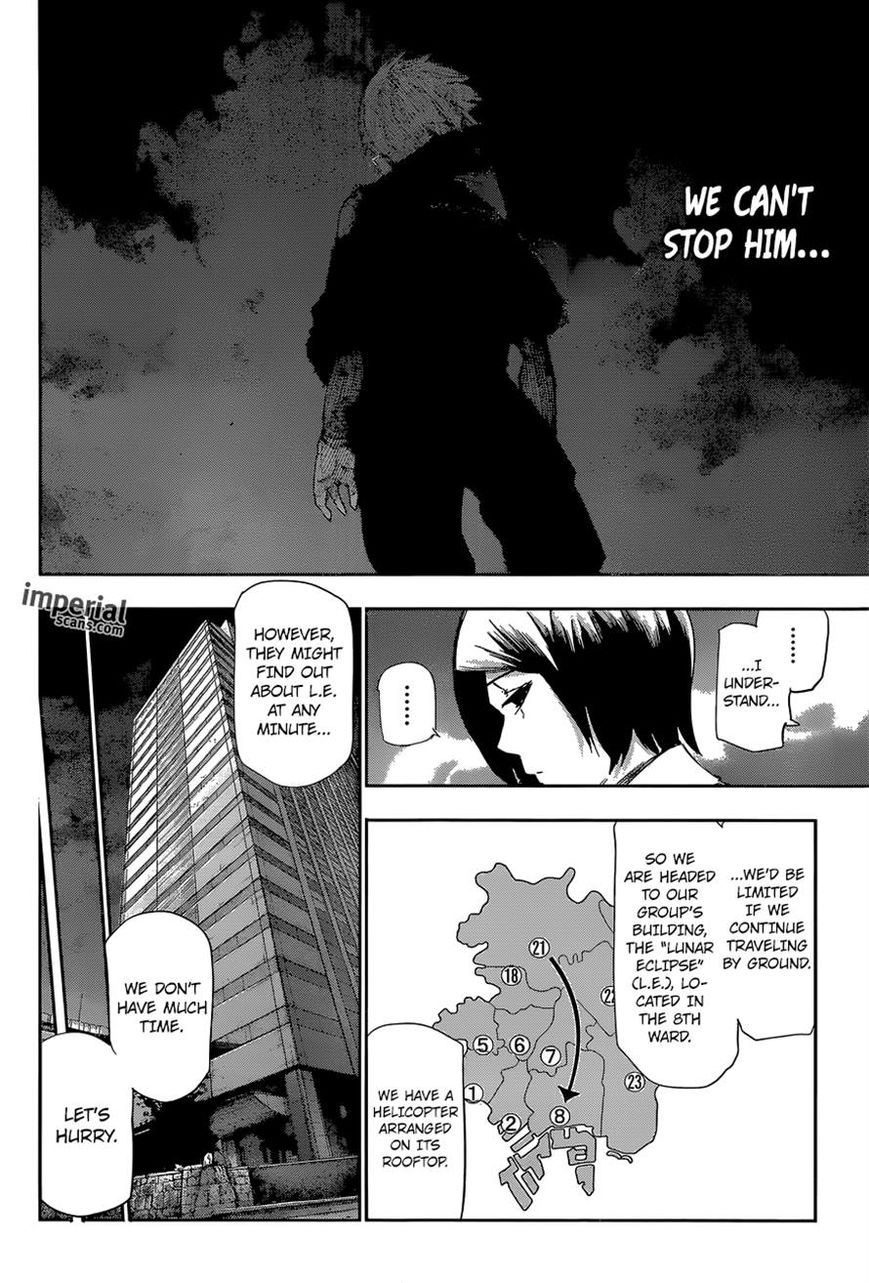 WE CAN'T
STOP HIM...
imperial
scans.com
......
...I
UNDER-
STAND...
......
...WE'D BE
LIMITED
IF WE
CONTINUE
TRAVELING
BY GROUND.
SO WE
ARE HEADED
TO OUR
GROUP'S
BUILDING,
THE "LUNAR
ECLIPSE"
(L.E.), LO-
CATED IN
THE 8TH
WARD.
21
18
22
5
6
7
1
2
8
23
WE HAVE A
HELICOPTER
ARRANGED
ON ITS
ROOFTOP.
HOWEVER,
THEY MIGHT
FIND OUT
ABOUT L.E.
AT ANY
MINUTE...
WE DON'T
HAVE MUCH
TIME.
LET'S
HURRY.